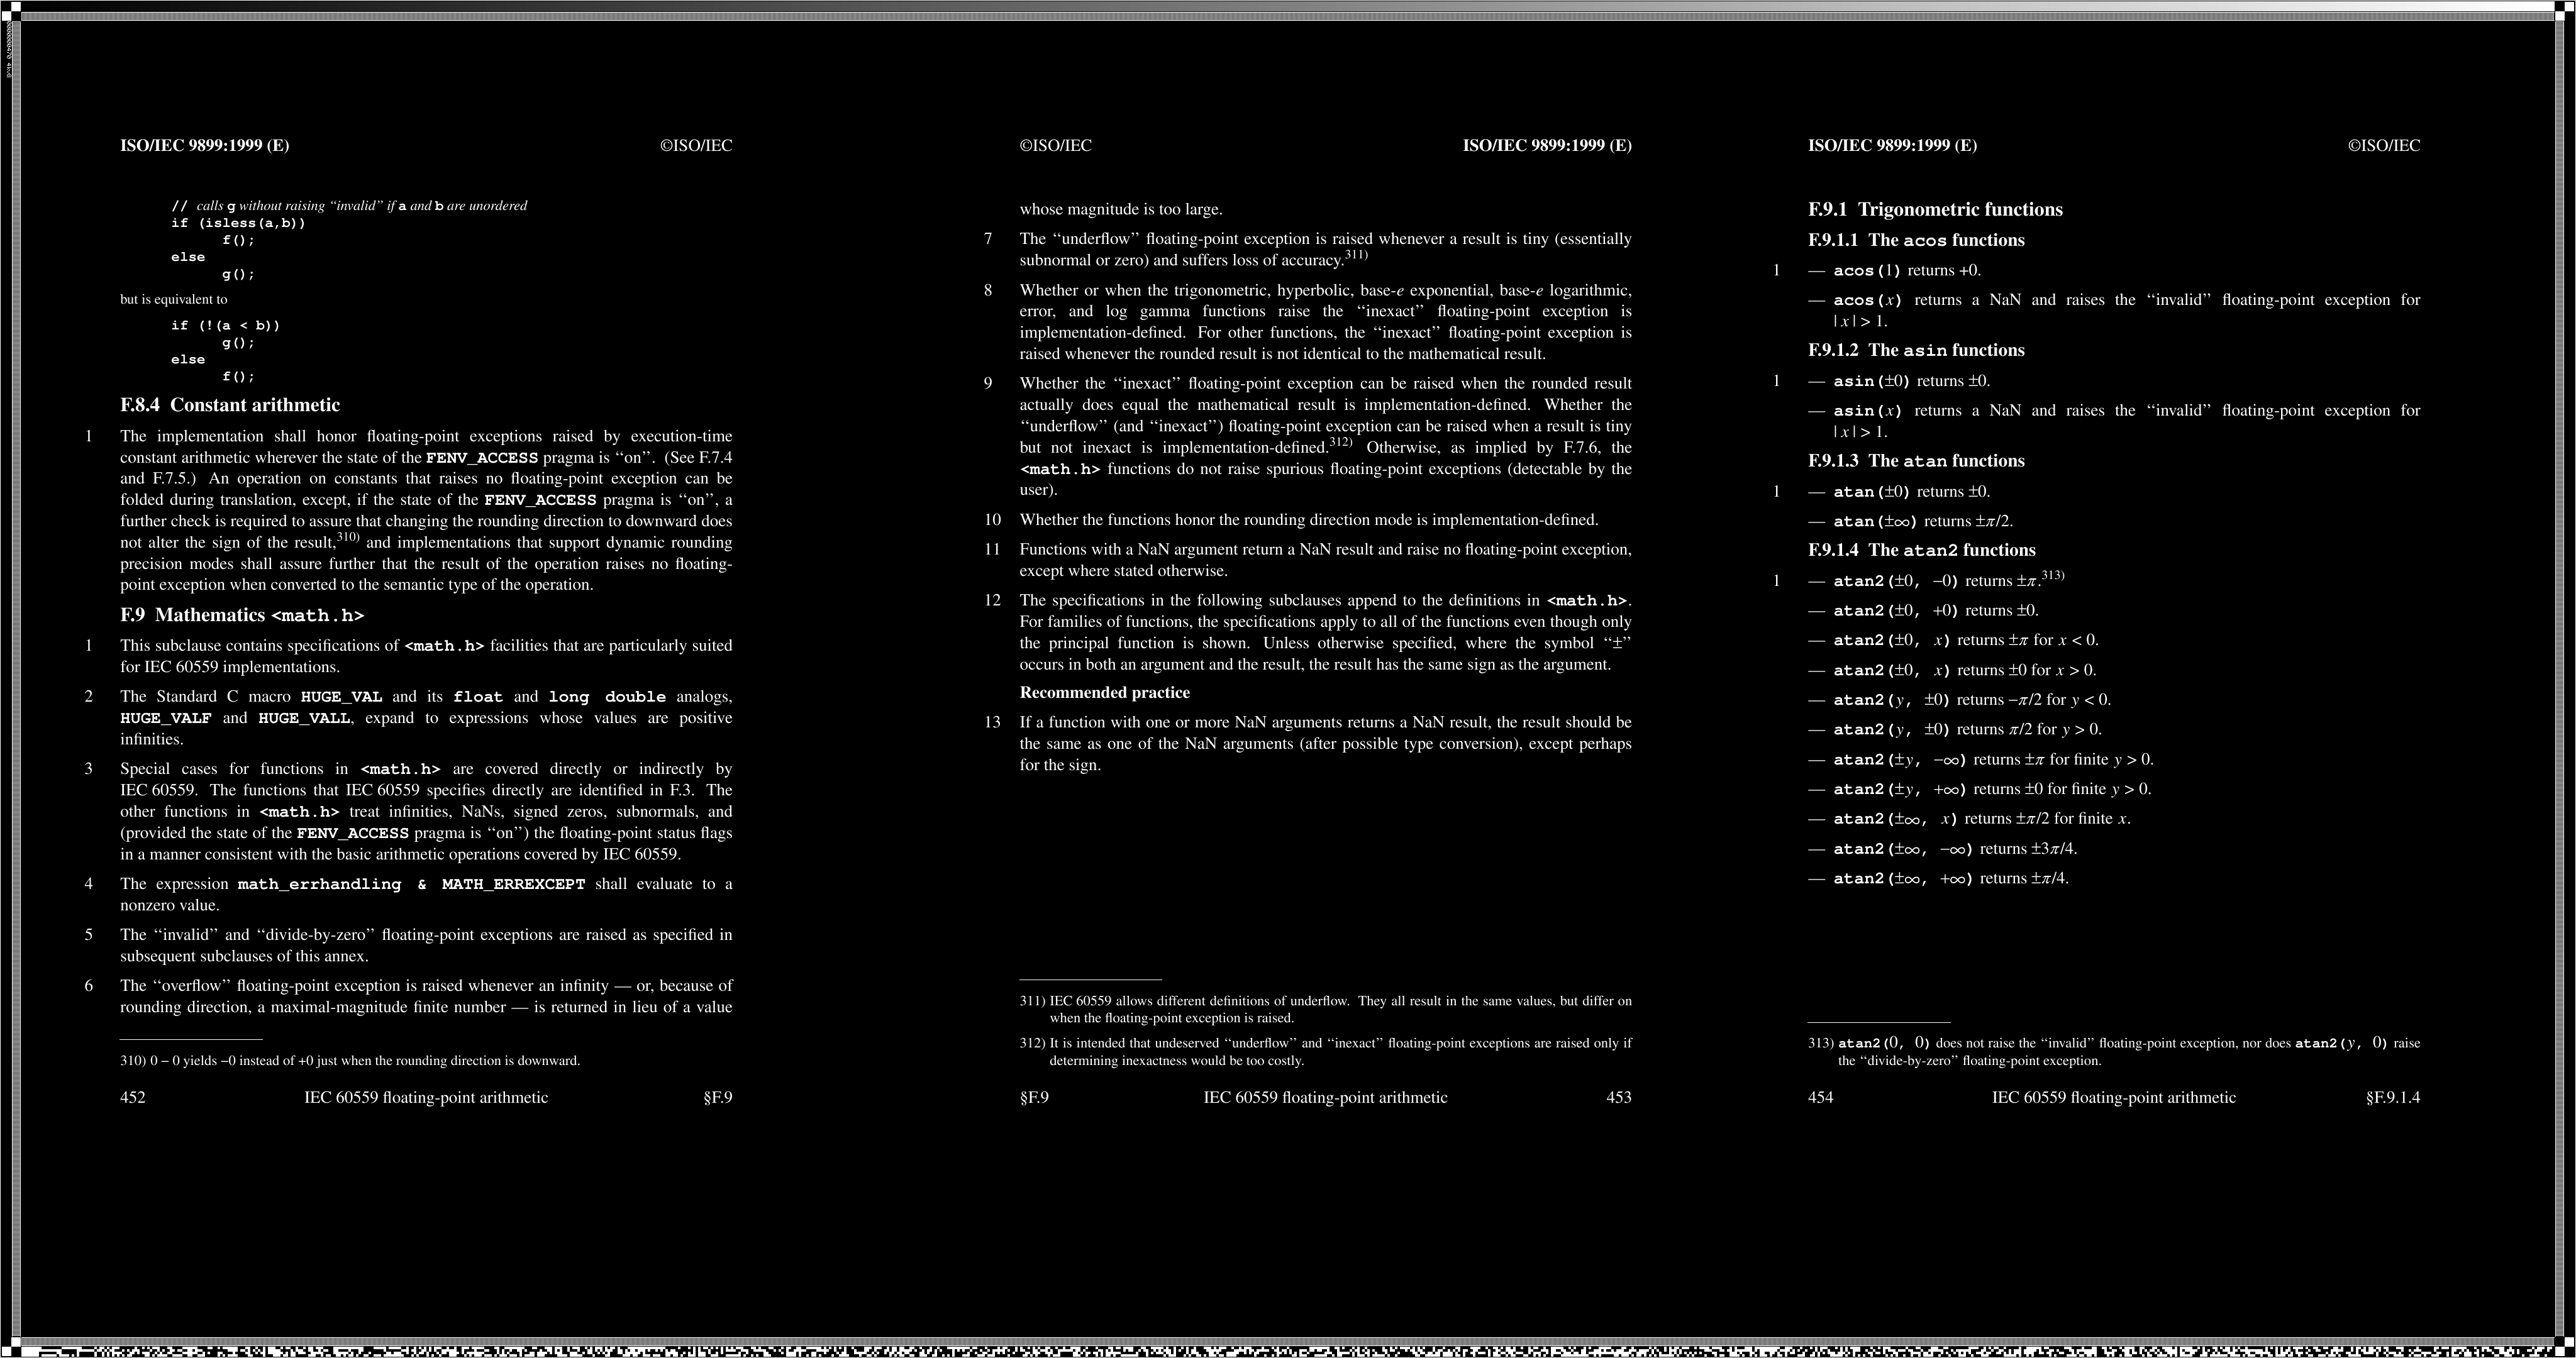 ISO/IEC 9899:1999 (E) ©ISO/IEC
// calls g without raising “invalid” if a and b are unordered
if (isless(a,b))
f();
else
g();
but is equivalent to
if (!(a < b))
g();
else
f();
F.8.4 Constant arithmetic
1 The implementation shall honor floating-point exceptions raised by execution-time
constant arithmetic wherever the state of the FENV_ACCESS pragma is ‘‘on’’. (See F.7.4
and F.7.5.) An operation on constants that raises no floating-point exception can be
folded during translation, except, if the state of the FENV_ACCESS pragma is ‘‘on’’, a
further check is required to assure that changing the rounding direction to downward does
not alter the sign of the result,310) and implementations that support dynamic rounding
precision modes shall assure further that the result of the operation raises no floating-
point exception when converted to the semantic type of the operation.
F.9 Mathematics <math.h>
1 This subclause contains specifications of <math.h> facilities that are particularly suited
for IEC 60559 implementations.
2 The Standard C macro HUGE_VAL and its float and long double analogs,
HUGE_VALF and HUGE_VALL, expand to expressions whose values are positive
infinities.
3 Special cases for functions in <math.h> are covered directly or indirectly by
IEC 60559. The functions that IEC 60559 specifies directly are identified in F.3. The
other functions in <math.h> treat infinities, NaNs, signed zeros, subnormals, and
(provided the state of the FENV_ACCESS pragma is ‘‘on’’) the floating-point status flags
in a manner consistent with the basic arithmetic operations covered by IEC 60559.
4 The expression math_errhandling & MATH_ERREXCEPT shall evaluate to a
nonzero value.
5 The ‘‘invalid’’ and ‘‘divide-by-zero’’ floating-point exceptions are raised as specified in
subsequent subclauses of this annex.
6 The ‘‘overflow’’ floating-point exception is raised whenever an infinity — or, because of
rounding direction, a maximal-magnitude finite number — is returned in lieu of a value
310) 0 − 0 yields −0 instead of +0 just when the rounding direction is downward.
452 IEC 60559 floating-point arithmetic §F.9
©ISO/IEC ISO/IEC 9899:1999 (E)
whose magnitude is too large.
7 The ‘‘underflow’’ floating-point exception is raised whenever a result is tiny (essentially
subnormal or zero) and suffers loss of accuracy.311)
8 Whether or when the trigonometric, hyperbolic, base-e exponential, base-e logarithmic,
error, and log gamma functions raise the ‘‘inexact’’ floating-point exception is
implementation-defined. For other functions, the ‘‘inexact’’ floating-point exception is
raised whenever the rounded result is not identical to the mathematical result.
9 Whether the ‘‘inexact’’ floating-point exception can be raised when the rounded result
actually does equal the mathematical result is implementation-defined. Whether the
‘‘underflow’’ (and ‘‘inexact’’) floating-point exception can be raised when a result is tiny
but not inexact is implementation-defined.312) Otherwise, as implied by F.7.6, the
<math.h> functions do not raise spurious floating-point exceptions (detectable by the
user).
10 Whether the functions honor the rounding direction mode is implementation-defined.
11 Functions with a NaN argument return a NaN result and raise no floating-point exception,
except where stated otherwise.
12 The specifications in the following subclauses append to the definitions in <math.h>.
For families of functions, the specifications apply to all of the functions even though only
the principal function is shown. Unless otherwise specified, where the symbol ‘‘±’’
occurs in both an argument and the result, the result has the same sign as the argument.
Recommended practice
13 If a function with one or more NaN arguments returns a NaN result, the result should be
the same as one of the NaN arguments (after possible type conversion), except perhaps
for the sign.
311) IEC 60559 allows different definitions of underflow. They all result in the same values, but differ on
when the floating-point exception is raised.
312) It is intended that undeserved ‘‘underflow’’ and ‘‘inexact’’ floating-point exceptions are raised only if
determining inexactness would be too costly.
§F.9 IEC 60559 floating-point arithmetic 453
ISO/IEC 9899:1999 (E) ©ISO/IEC
F.9.1 Trigonometric functions
F.9.1.1 The acos functions
1 — acos(1) returns +0.
— acos(x) returns a NaN and raises the ‘‘invalid’’ floating-point exception for
|x| > 1.
F.9.1.2 The asin functions
1 — asin(±0) returns ±0.
— asin(x) returns a NaN and raises the ‘‘invalid’’ floating-point exception for
|x| > 1.
F.9.1.3 The atan functions
1 — atan(±0) returns ±0.
— atan(±∞) returns ±π/2.
F.9.1.4 The atan2 functions
1 — atan2(±0, −0) returns ±π.313)
— atan2(±0, +0) returns ±0.
— atan2(±0, x) returns ±π for x < 0.
— atan2(±0, x) returns ±0 for x > 0.
— atan2(y, ±0) returns −π/2 for y < 0.
— atan2(y, ±0) returns π/2 for y > 0.
— atan2(±y, −∞) returns ±π for finite y > 0.
— atan2(±y, +∞) returns ±0 for finite y > 0.
— atan2(±∞, x) returns ±π/2 for finite x.
— atan2(±∞, −∞) returns ±3π/4.
— atan2(±∞, +∞) returns ±π/4.
313) atan2(0, 0) does not raise the ‘‘invalid’’ floating-point exception, nor does atan2(y, 0) raise
the ‘‘divide-by-zero’’ floating-point exception.
454 IEC 60559 floating-point arithmetic §F.9.1.4